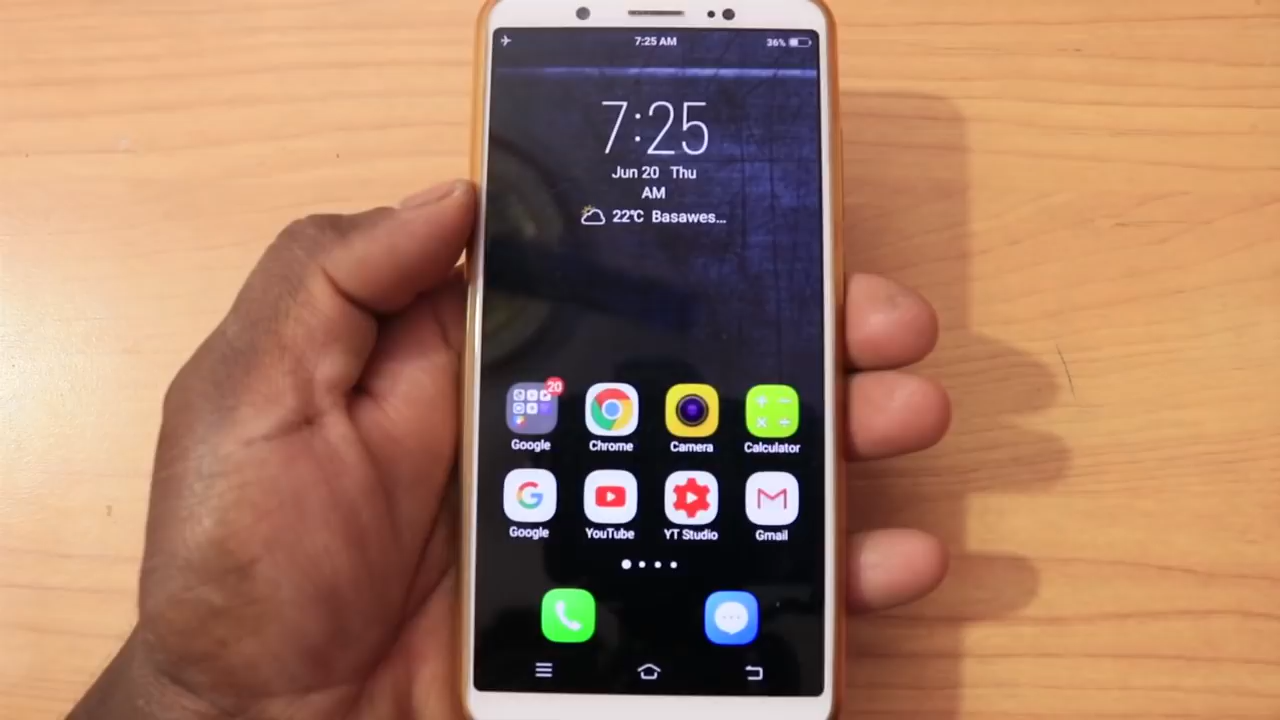 7:25 AM
36%
7:25
Jun 20 Thu
AM
22℃ Basawes...
20
Google Chrome Camera Calculator
Google YouTube YT Studio Gmail